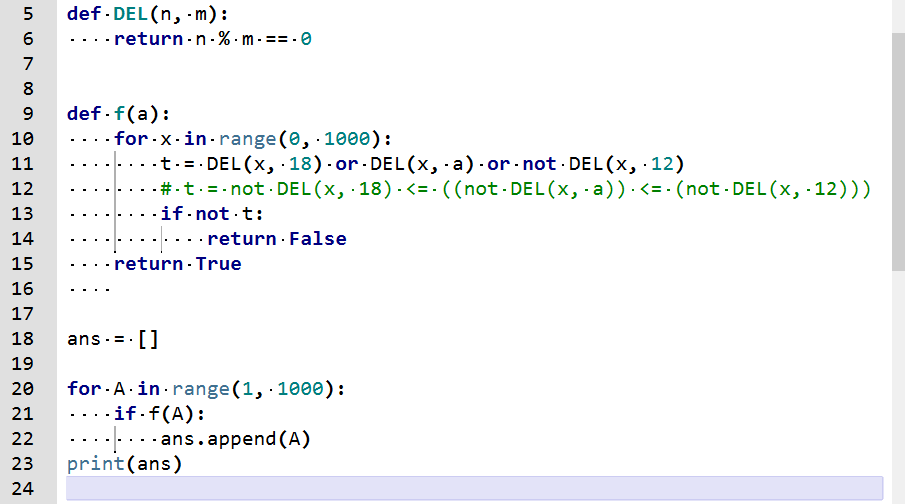 5 def DEL(n, m):
6     return n % m == 0
7
8
9 def f(a):
10     for x in range(0, 1000):
11         t = DEL(x, 18) or DEL(x, a) or not DEL(x, 12)
12         # t = not DEL(x, 18) <= ((not DEL(x, a)) <= (not DEL(x, 12)))
13         if not t:
14             return False
15     return True
16
17
18 ans = []
19
20 for A in range(1, 1000):
21     if f(A):
22         ans.append(A)
23 print(ans)
24